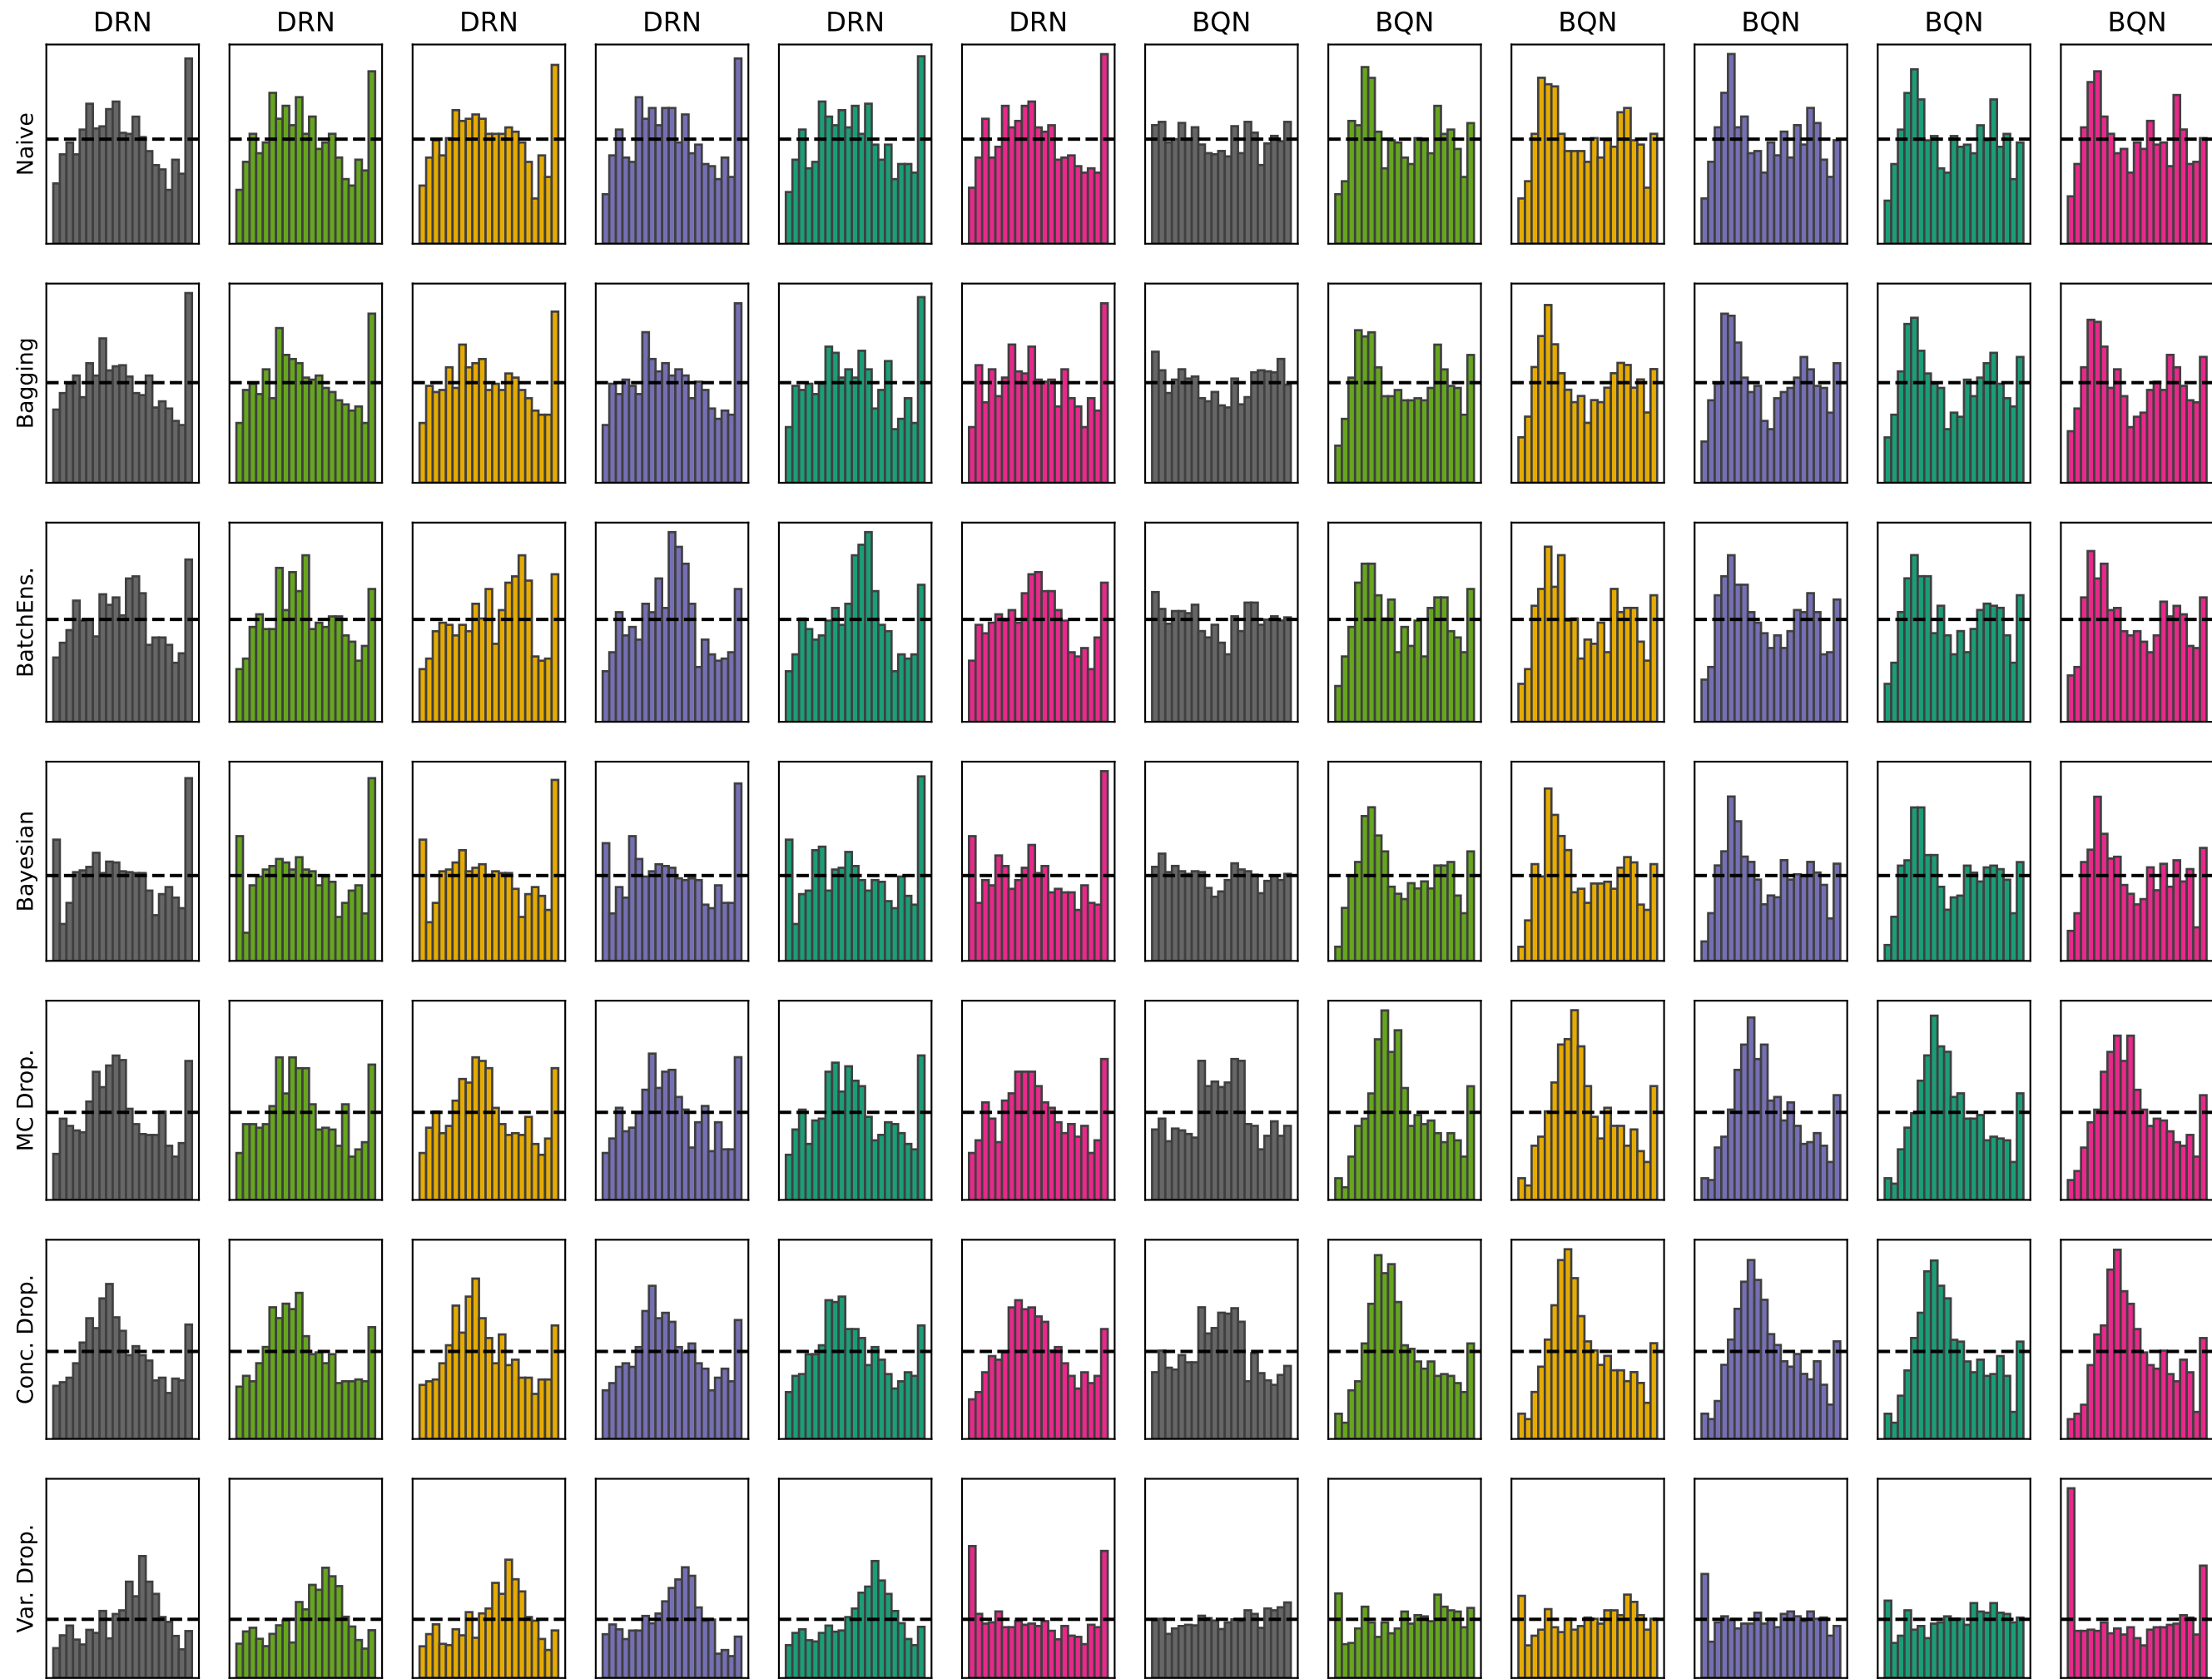 DRN DRN DRN DRN DRN DRN BQN BQN BQN BQN BQN BQN
Naive
Bagging
BatchEns.
Bayesian
MC Drop.
Conc. Drop.
Var. Drop.